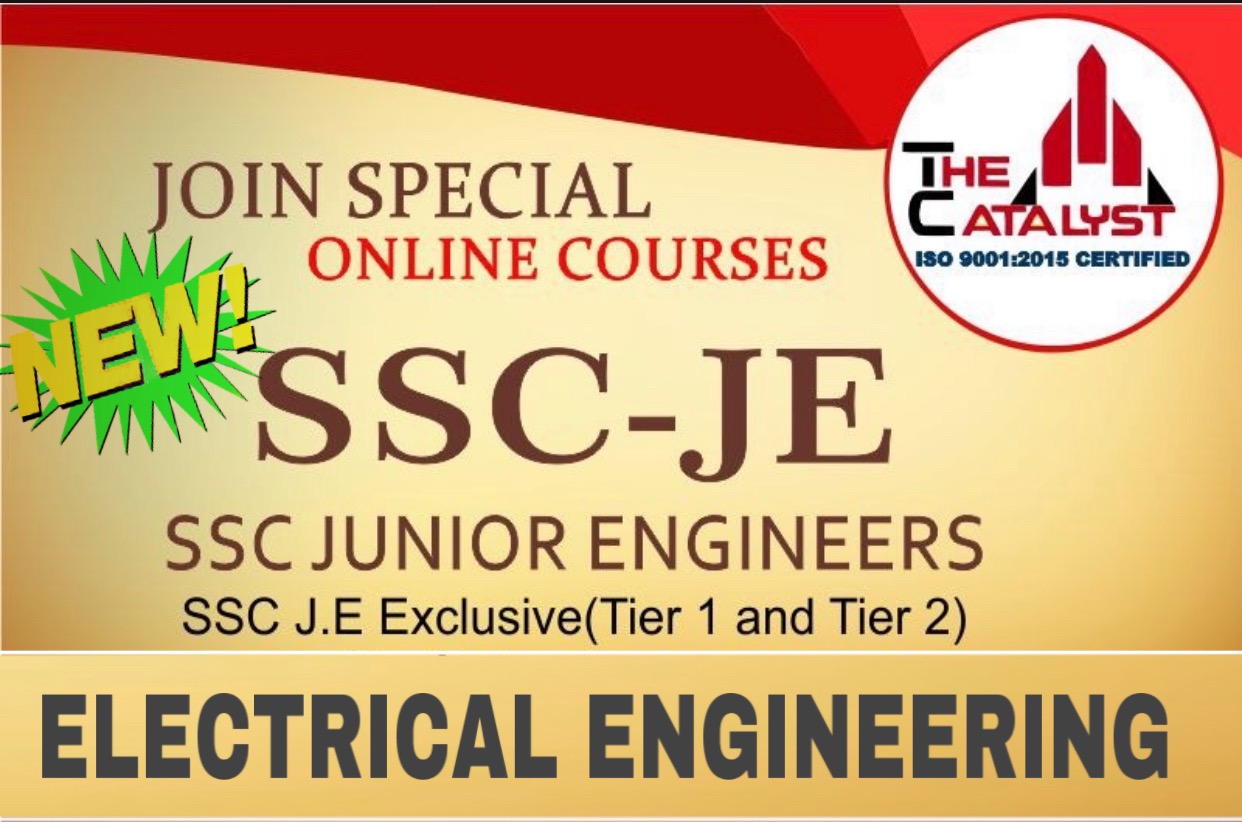 JOIN SPECIAL
ONLINE COURSES
THE
CATALYST
ISO 9001:2015 CERTIFIED
NEW!
SSC-JE
SSC JUNIOR ENGINEERS
SSC J.E Exclusive(Tier 1 and Tier 2)
ELECTRICAL ENGINEERING